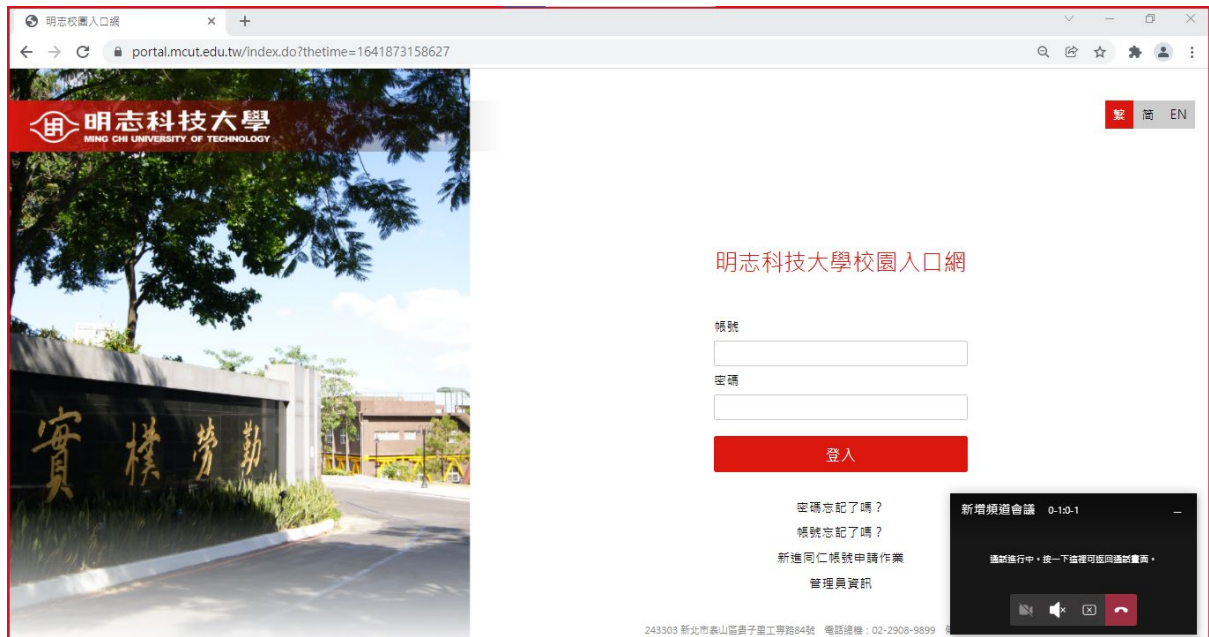 明志校園入口網
portal.mcut.edu.tw/index.do?thetime=1641873158627
明志科技大學
MING CHI UNIVERSITY OF TECHNOLOGY
繁 简 EN
明志科技大學校園入口網
帳號
密碼
登入
密碼忘記了嗎？
帳號忘記了嗎？
新進同仁帳號申請作業
管理員資訊
新增頻道會議 0-1:0-1
通話進行中。按一下這裡可返回通話畫面。
實樸勞勤
243303 新北市泰山區貴子里工專路84號 電話總機：02-2908-9899